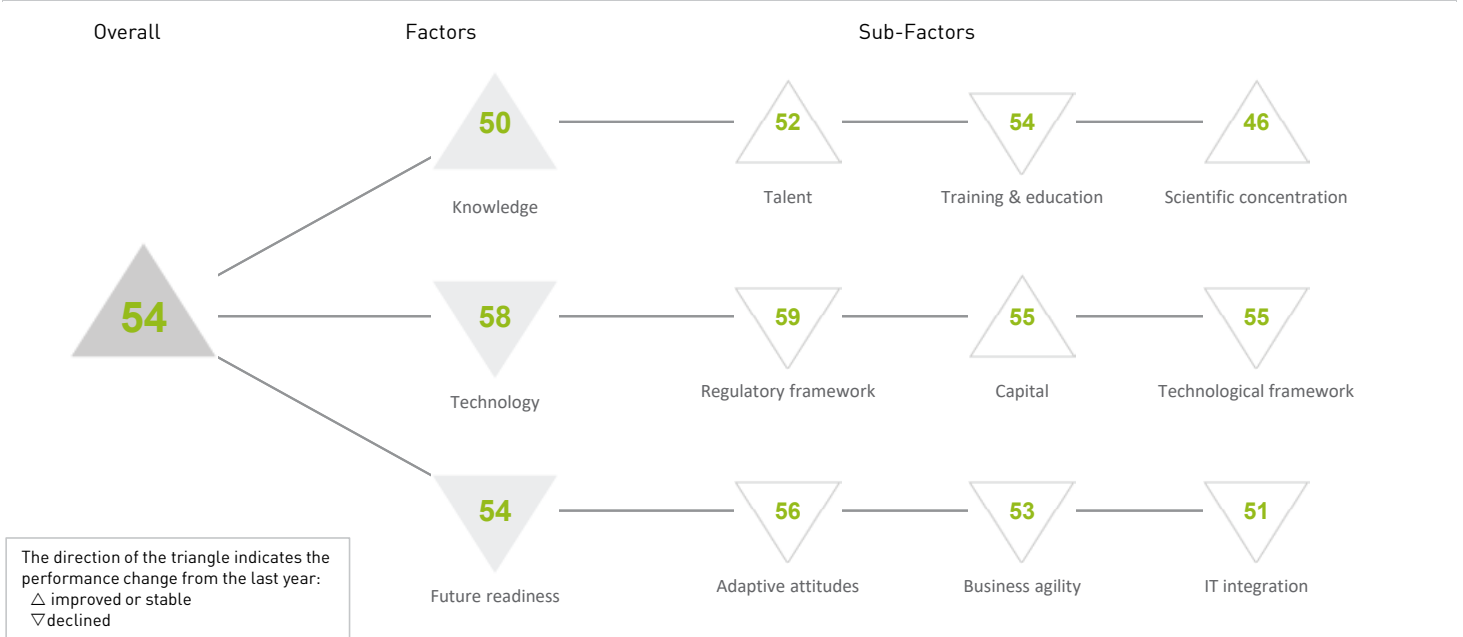 Overall Factors Sub-Factors
50 52 54 46
Knowledge Talent Training & education Scientific concentration
54 58 59 55 55
Technology Regulatory framework Capital Technological framework
54 56 53 51
Future readiness Adaptive attitudes Business agility IT integration
The direction of the triangle indicates the
performance change from the last year:
△ improved or stable
▽declined